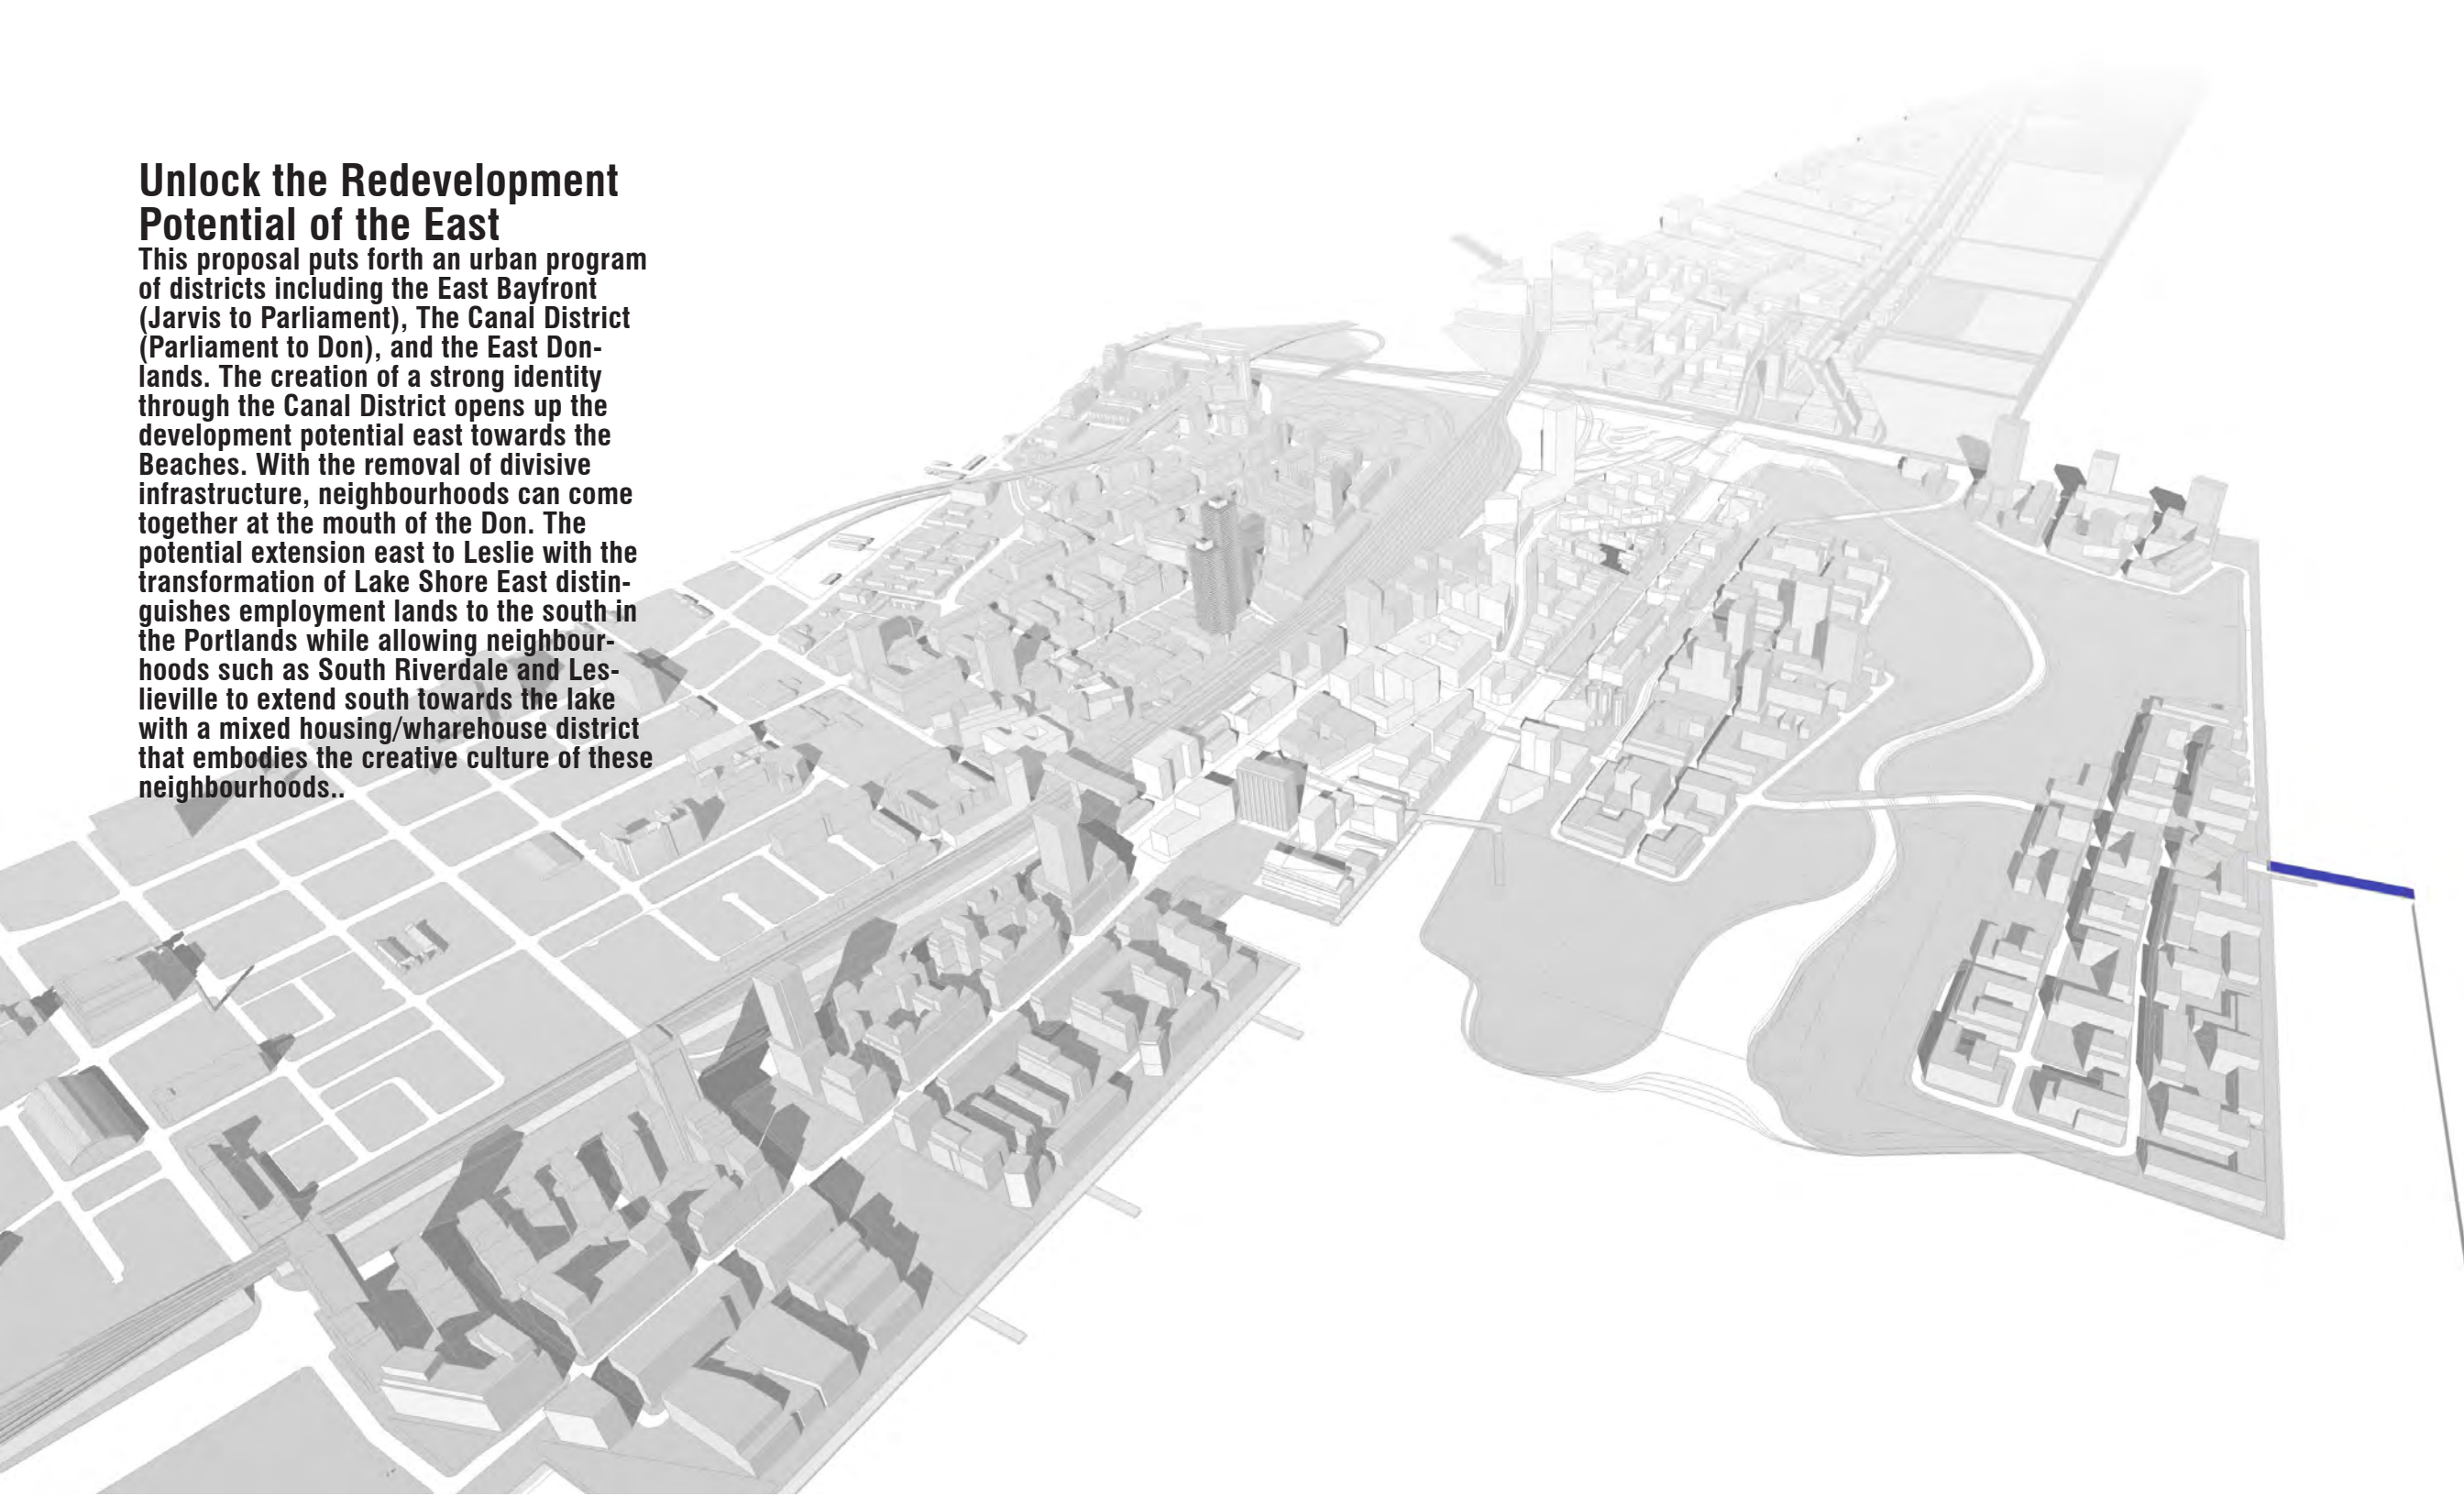 Unlock the Redevelopment
Potential of the East
This proposal puts forth an urban program
of districts including the East Bayfront
(Jarvis to Parliament), The Canal District
(Parliament to Don), and the East Don-
lands. The creation of a strong identity
through the Canal District opens up the
development potential east towards the
Beaches. With the removal of divisive
infrastructure, neighbourhoods can come
together at the mouth of the Don. The
potential extension east to Leslie with the
transformation of Lake Shore East distin-
guishes employment lands to the south in
the Portlands while allowing neighbour-
hoods such as South Riverdale and Les-
lieville to extend south towards the lake
with a mixed housing/wharehouse district
that embodies the creative culture of these
neighbourhoods..